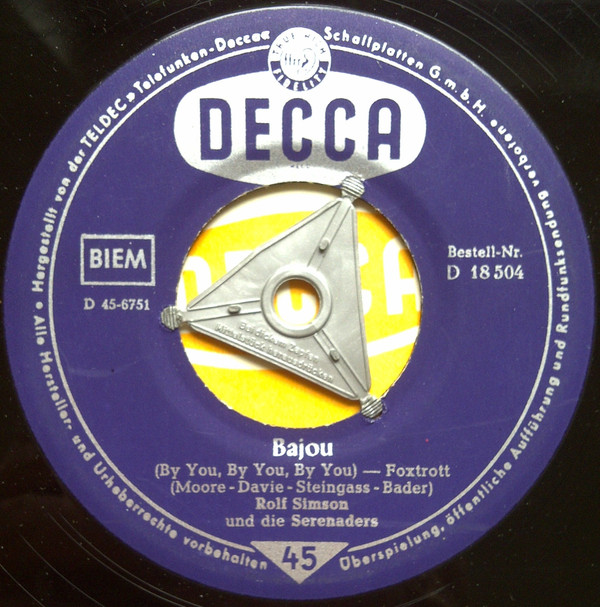 Hergestellt von der TELDEC »Telefunken-Decca« Schallplatten G.m.b.H.
FIDELITY
DECCA
BIEM
D 45-6751
Bestell-Nr.
D 18 504
DECCA
Bajou
(By You, By You, By You) — Foxtrott
(Moore - Davie - Steingass - Bader)
Rolf Simson
und die Serenaders
45
• Alle Hersteller- und Urheberrechte vorbehalten
Überspielung, öffentliche Aufführung und Rundfunksendung verboten •